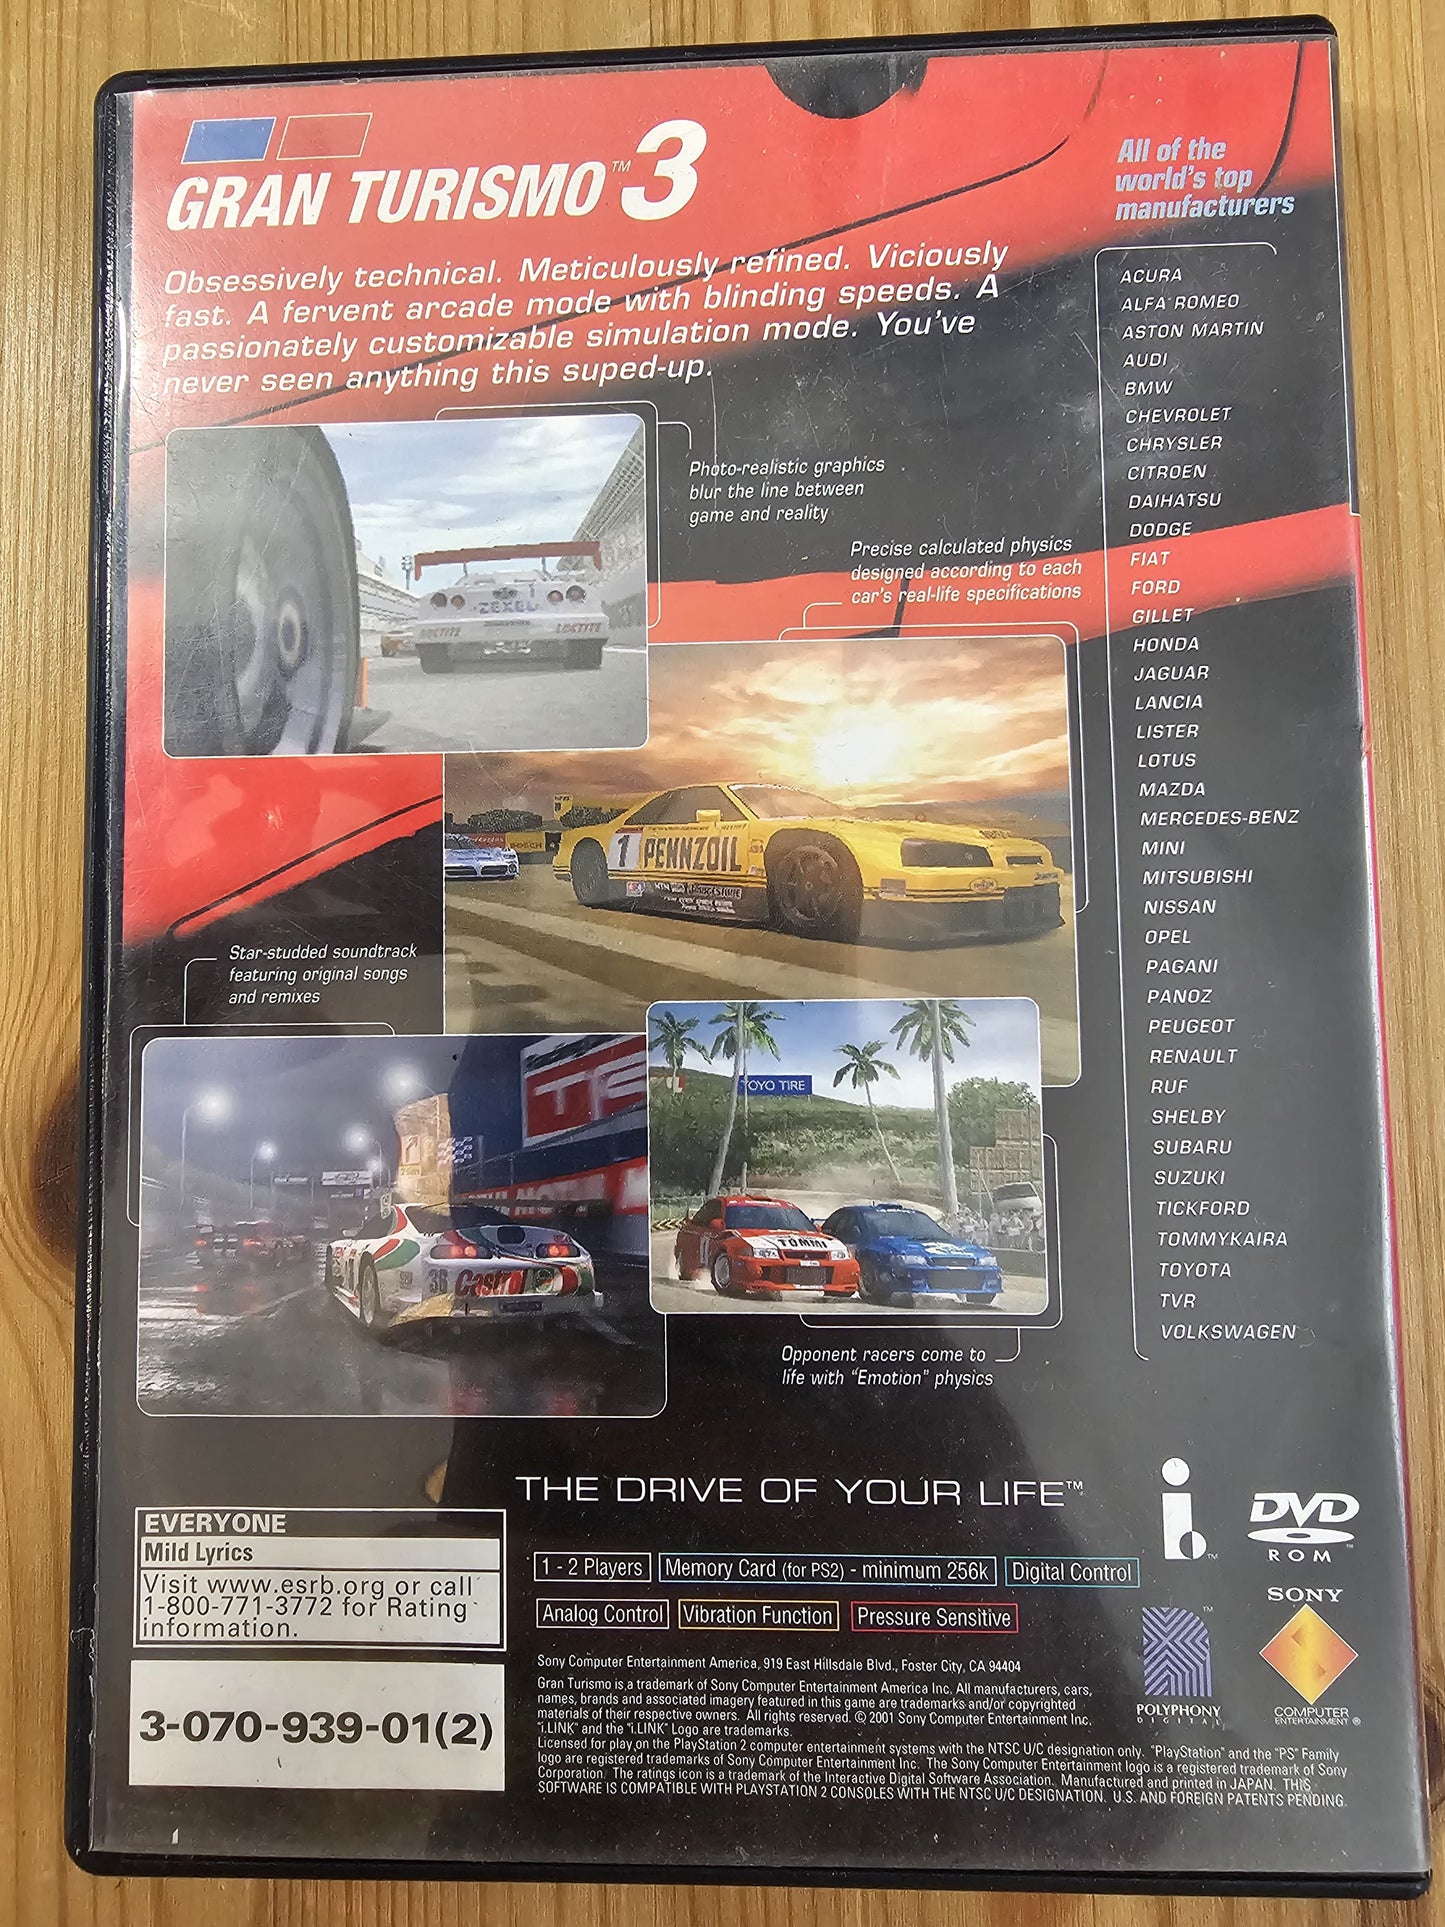 GRAN TURISMO™ 3
Obsessively technical. Meticulously refined. Viciously
fast. A fervent arcade mode with blinding speeds. A
passionately customizable simulation mode. You've
never seen anything this suped-up.
All of the
world's top
manufacturers
ACURA
ALFA ROMEO
ASTON MARTIN
AUDI
BMW
CHEVROLET
CHRYSLER
CITROEN
DAIHATSU
DODGE
FIAT
FORD
GILLET
HONDA
JAGUAR
LANCIA
LISTER
LOTUS
MAZDA
MERCEDES-BENZ
MINI
MITSUBISHI
NISSAN
OPEL
PAGANI
PANOZ
PEUGEOT
RENAULT
RUF
SHELBY
SUBARU
SUZUKI
TICKFORD
TOMMYKAIRA
TOYOTA
TVR
VOLKSWAGEN
Photo-realistic graphics
blur the line between
game and reality
ZEXEL
LOCTITE LOCTITE
Precise calculated physics
designed according to each
car's real-life specifications
1 PENNZOIL
BOSCH
Star-studded soundtrack
featuring original songs
and remixes
36 Castrol
TOYO TIRE
TOMMI
Opponent racers come to
life with "Emotion" physics
THE DRIVE OF YOUR LIFE™
EVERYONE
Mild Lyrics
Visit www.esrb.org or call
1-800-771-3772 for Rating
information.
3-070-939-01(2)
1 - 2 Players
Memory Card (for PS2) - minimum 256k
Digital Control
Analog Control
Vibration Function
Pressure Sensitive
i.™
DVD™
ROM
POLYPHONY™
DIGITAL
SONY
COMPUTER
ENTERTAINMENT®
Sony Computer Entertainment America, 919 East Hillsdale Blvd., Foster City, CA 94404
Gran Turismo is a trademark of Sony Computer Entertainment America Inc. All manufacturers, cars,
names, brands and associated imagery featured in this game are trademarks and/or copyrighted
materials of their respective owners. All rights reserved. © 2001 Sony Computer Entertainment Inc.
"i.LINK" and the "i.LINK" Logo are trademarks.
Licensed for play on the PlayStation 2 computer entertainment systems with the NTSC U/C designation only. "PlayStation" and the "PS" Family
logo are registered trademarks of Sony Computer Entertainment Inc. The Sony Computer Entertainment logo is a registered trademark of Sony
Corporation. The ratings icon is a trademark of the Interactive Digital Software Association. Manufactured and printed in JAPAN. THIS
SOFTWARE IS COMPATIBLE WITH PLAYSTATION 2 CONSOLES WITH THE NTSC U/C DESIGNATION. U.S. AND FOREIGN PATENTS PENDING.